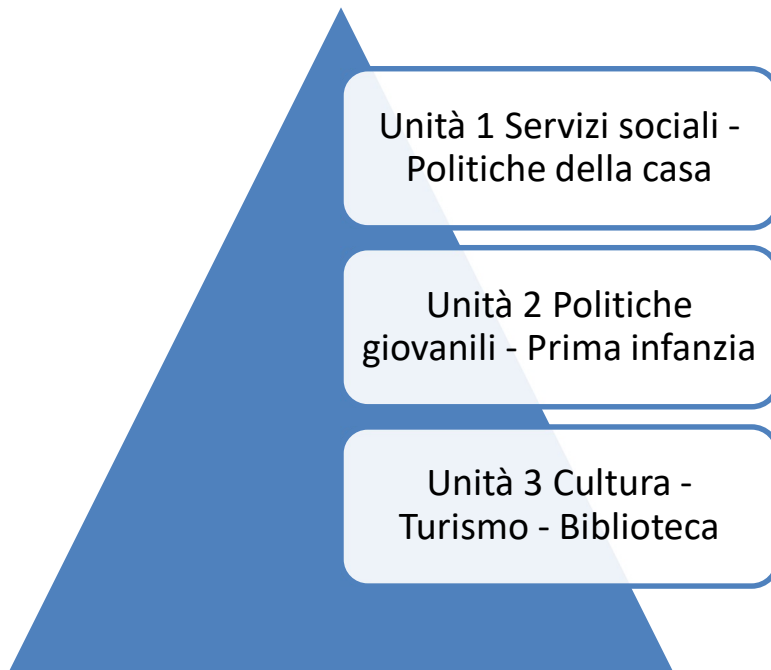 Unità 1 Servizi sociali -
Politiche della casa
Unità 2 Politiche
giovanili - Prima infanzia
Unità 3 Cultura -
Turismo - Biblioteca